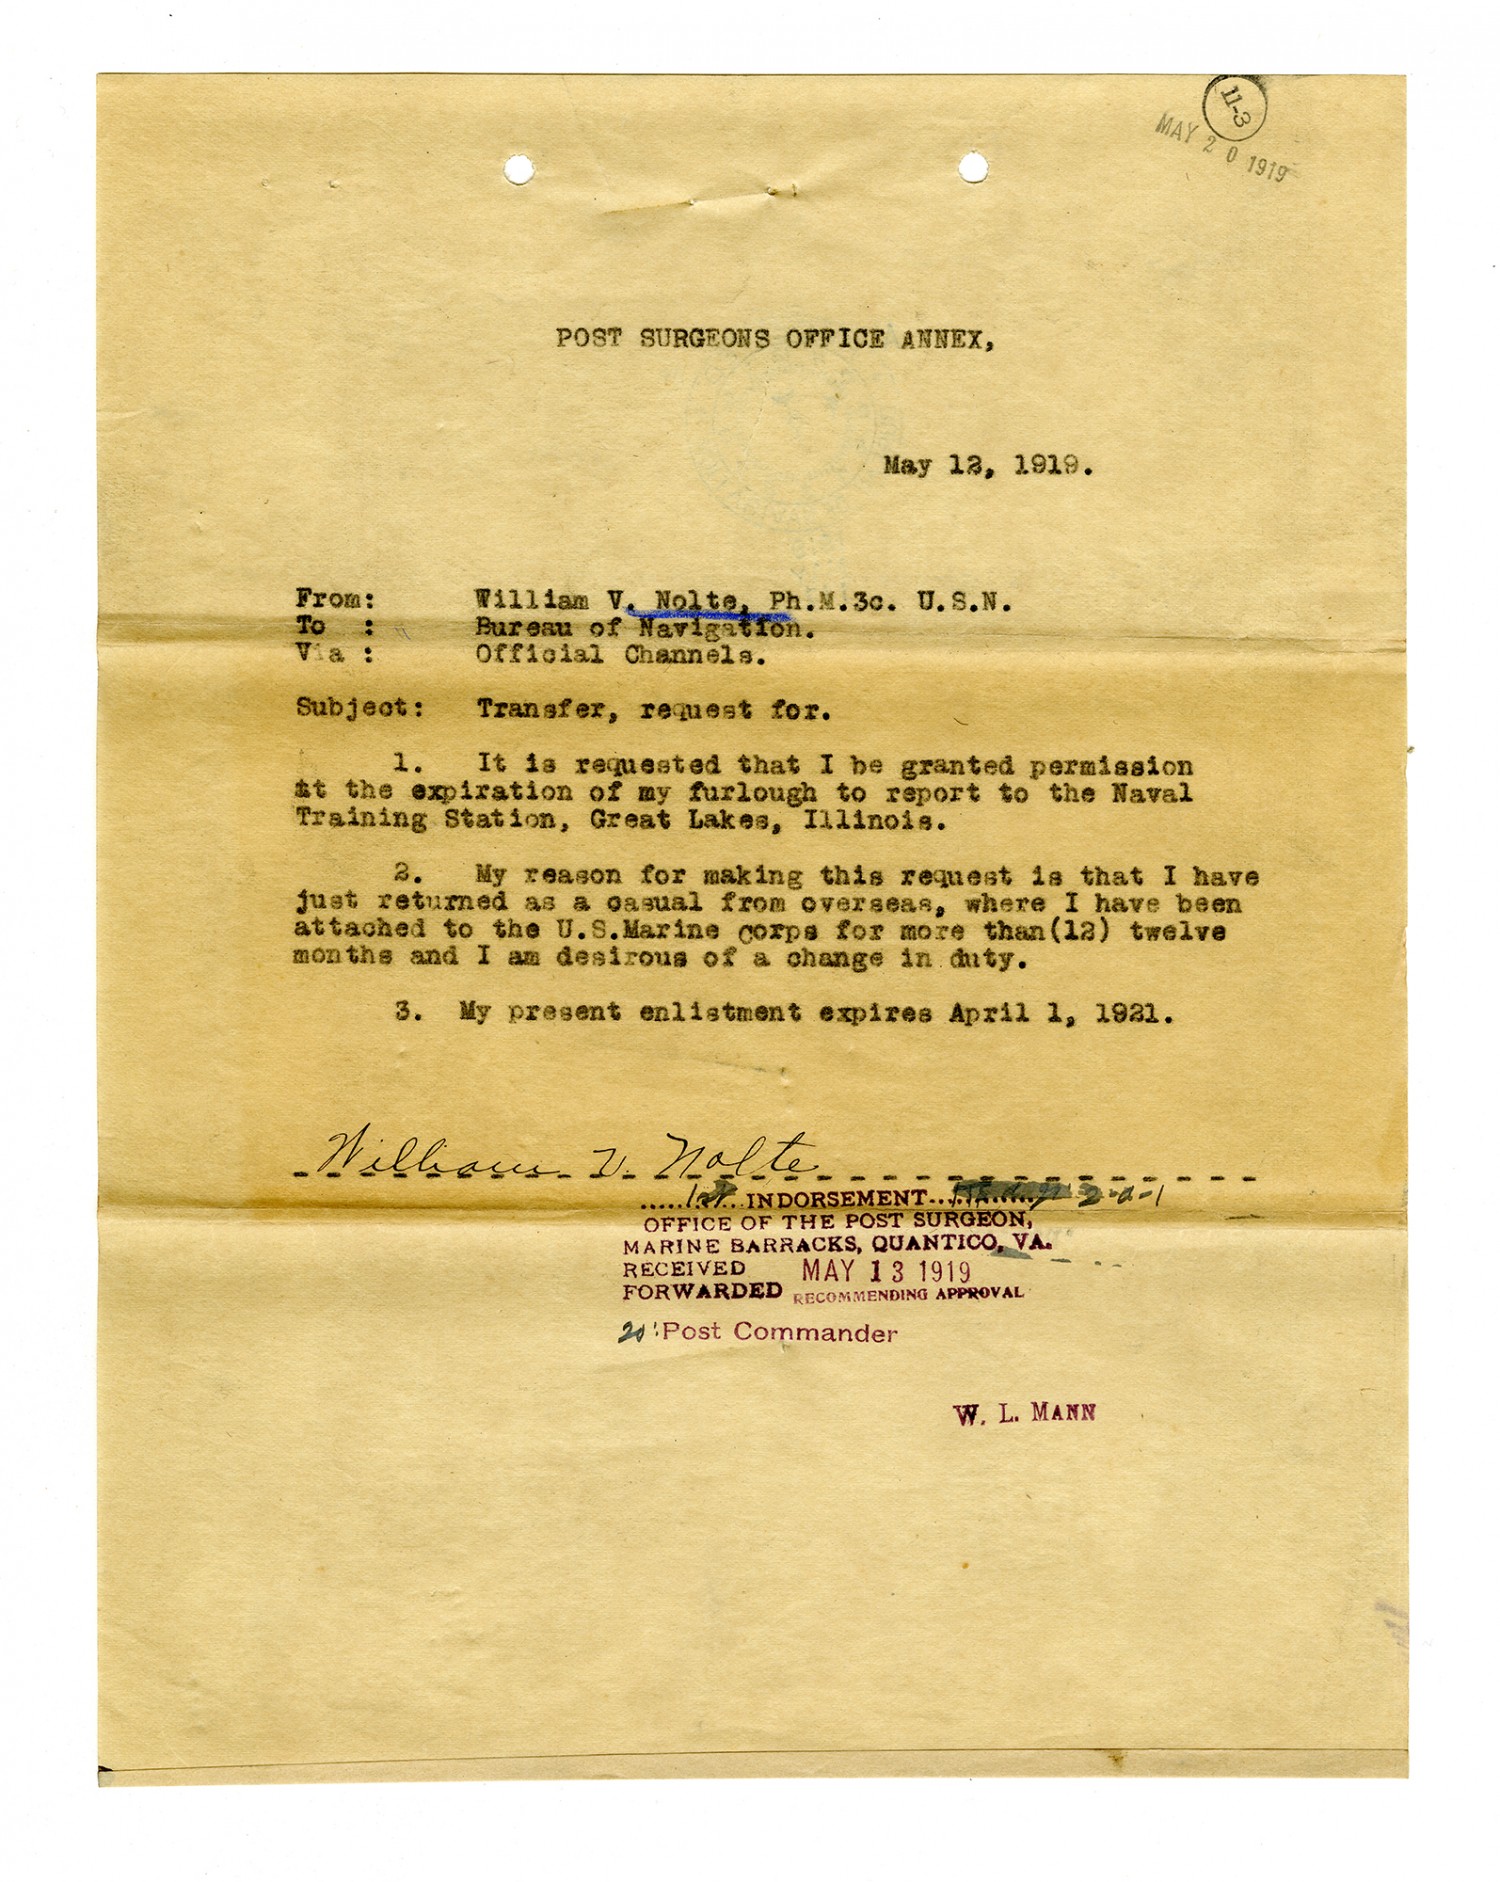 11-3
MAY 20 1919
POST SURGEONS OFFICE ANNEX,
May 12, 1919.
From: William V. Nolte, Ph.M.3c. U.S.N.
To : Bureau of Navigation.
Via : Official Channels.
Subject: Transfer, request for.
1. It is requested that I be granted permission
at the expiration of my furlough to report to the Naval
Training Station, Great Lakes, Illinois.
2. My reason for making this request is that I have
just returned as a casual from overseas, where I have been
attached to the U.S.Marine corps for more than(12) twelve
months and I am desirous of a change in duty.
3. My present enlistment expires April 1, 1921.
William V. Nolte
.....1st...INDORSEMENT... 2-a-1
OFFICE OF THE POST SURGEON,
MARINE BARRACKS, QUANTICO, VA.
RECEIVED MAY 13 1919
FORWARDED RECOMMENDING APPROVAL
Post Commander
W. L. MANN